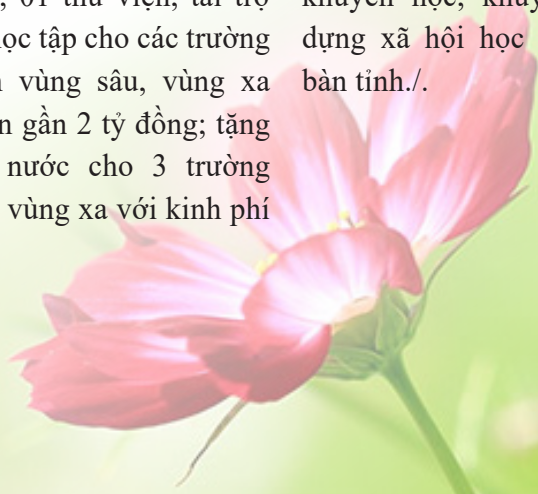 01 thư viện, tài trợ
học tập cho các trường
vùng sâu, vùng xa
gần 2 tỷ đồng; tặng
nước cho 3 trường
vùng xa với kinh phí
khuyến học,
dựng xã hội học
bàn tỉnh./.